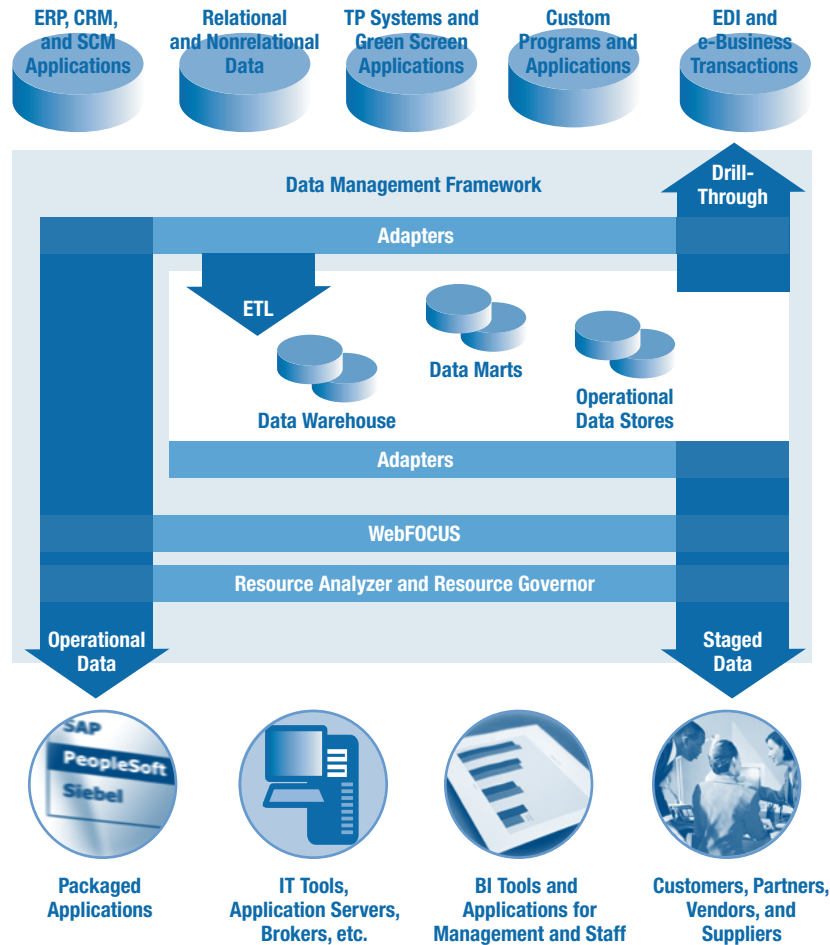 ERP, CRM,
and SCM
Applications
Relational
and Nonrelational
Data
TP Systems and
Green Screen
Applications
Custom
Programs and
Applications
EDI and
e-Business
Transactions
Data Management Framework
Drill-
Through
Adapters
ETL
Data Warehouse
Data Marts
Operational
Data Stores
Adapters
WebFOCUS
Resource Analyzer and Resource Governor
Operational
Data
Staged
Data
SAP
PeopleSoft
Siebel
Packaged
Applications
IT Tools,
Application Servers,
Brokers, etc.
BI Tools and
Applications for
Management and Staff
Customers, Partners,
Vendors, and
Suppliers